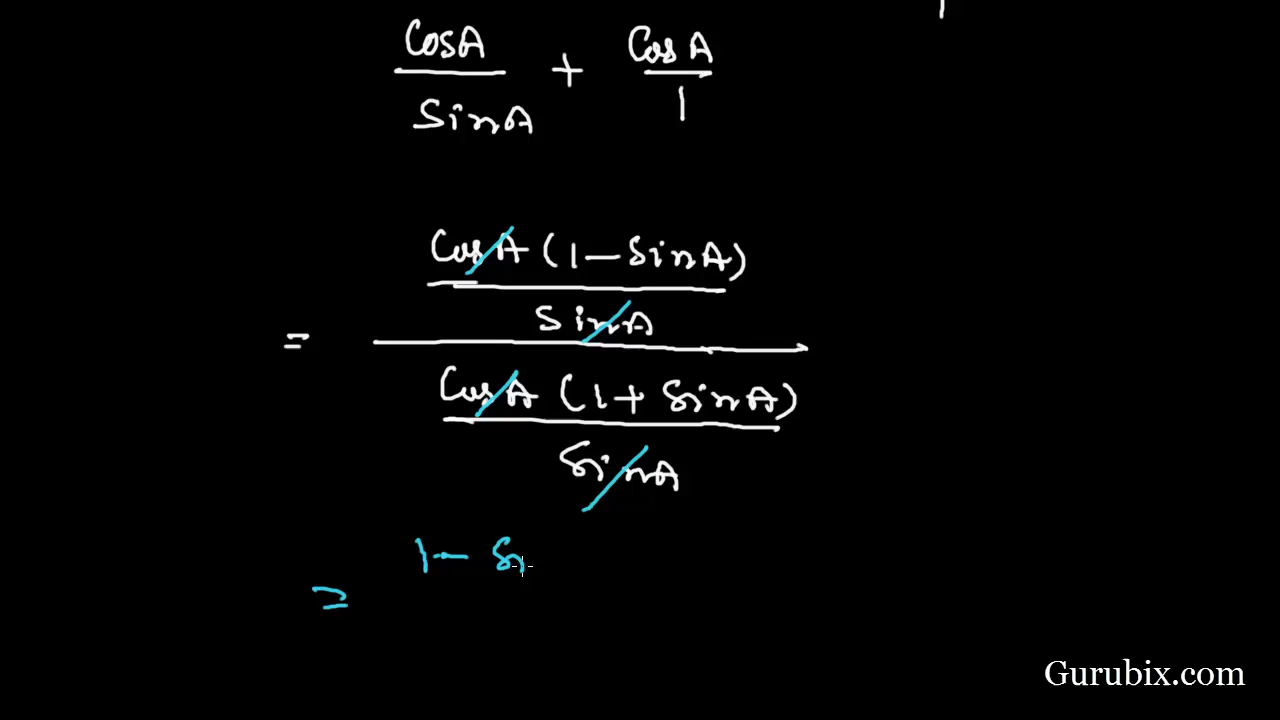 CosA / SinA + CosA / 1
CosA (1 - SinA)
SinA
=
CosA (1 + SinA)
SinA
= 1 - Si
Gurubix.com